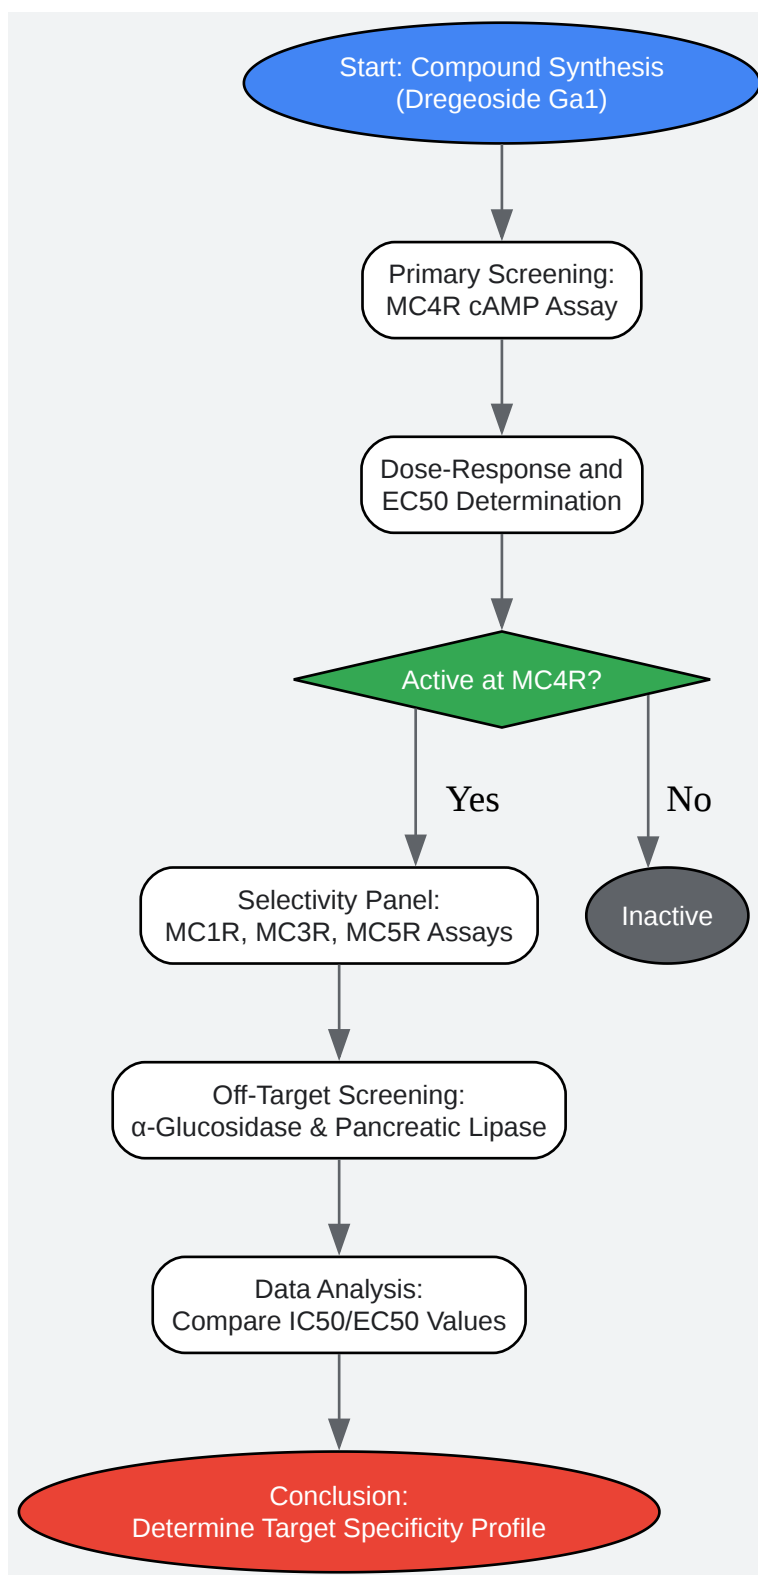 Start: Compound Synthesis
(Dregeoside Ga1)
Primary Screening:
MC4R cAMP Assay
Dose-Response and
EC50 Determination
Active at MC4R?
Yes
No
Selectivity Panel:
MC1R, MC3R, MC5R Assays
Inactive
Off-Target Screening:
α-Glucosidase & Pancreatic Lipase
Data Analysis:
Compare IC50/EC50 Values
Conclusion:
Determine Target Specificity Profile